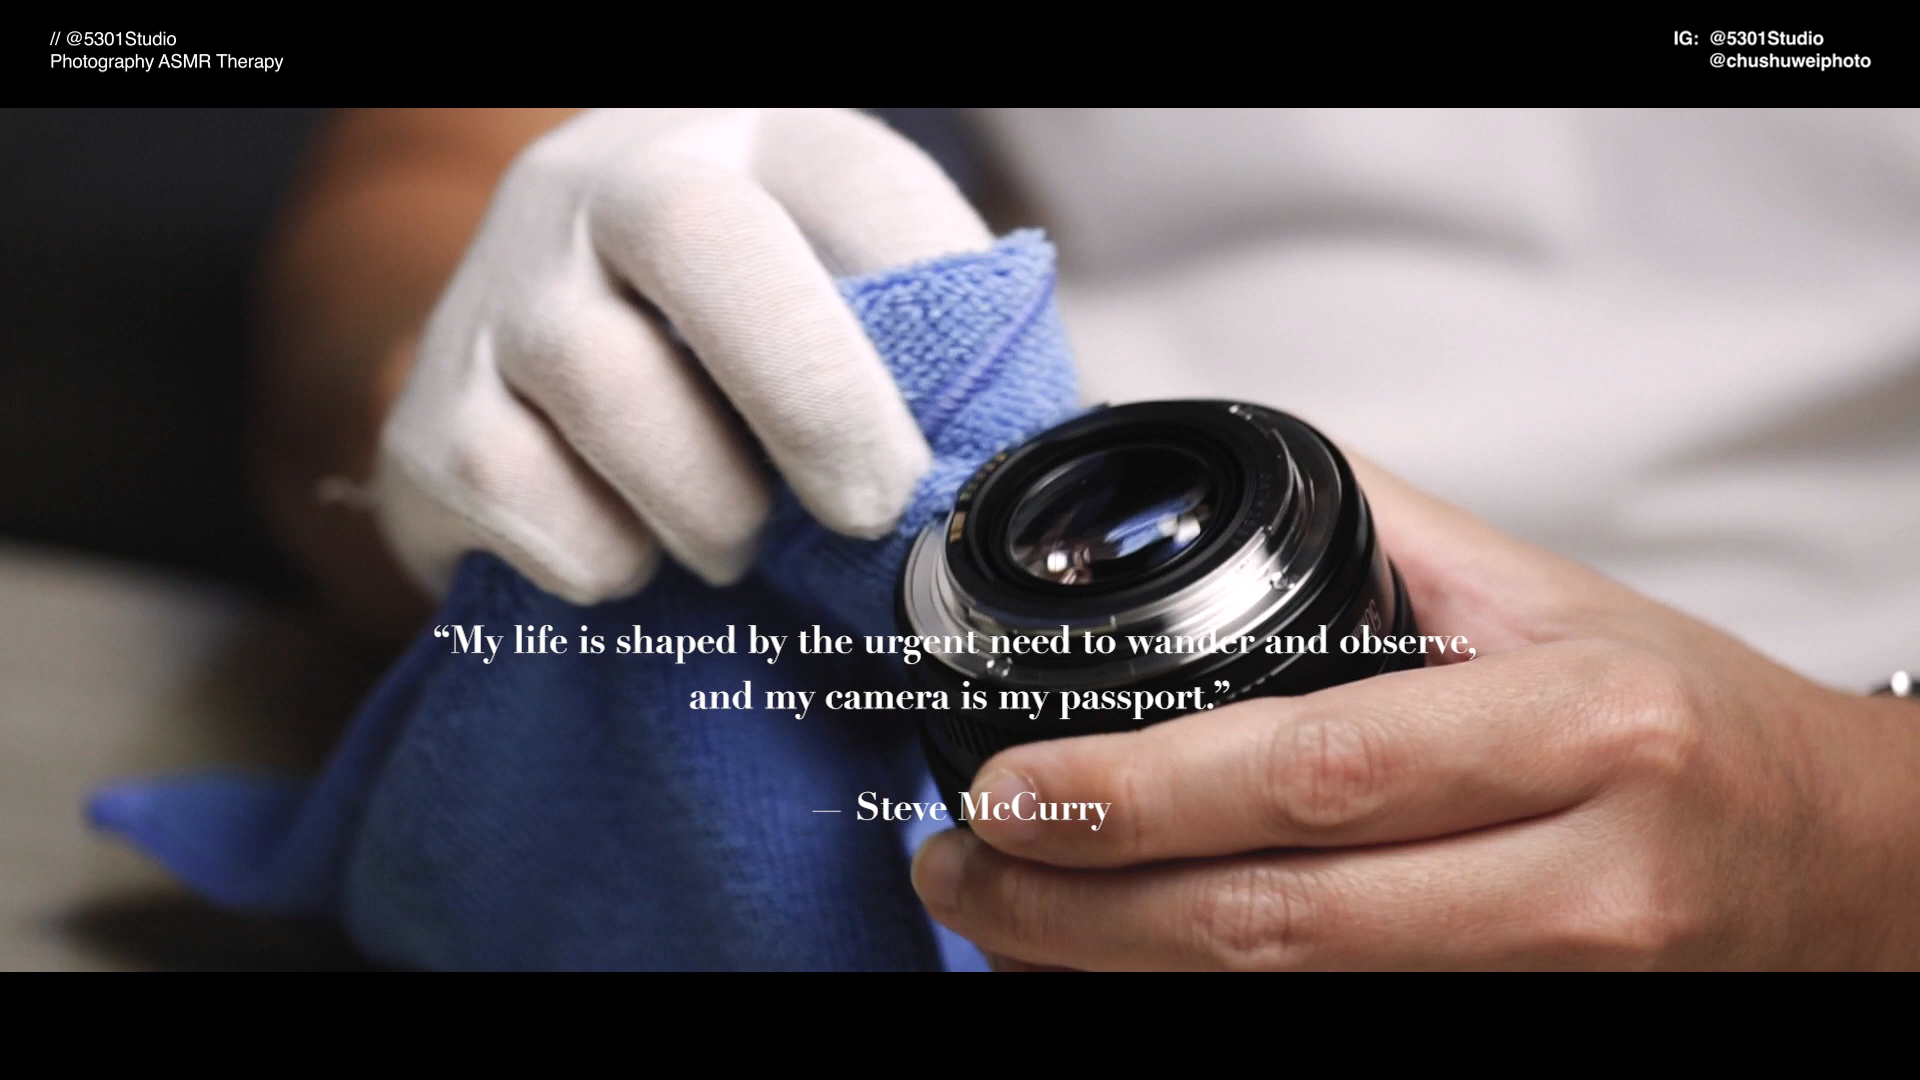 // @5301Studio
Photography ASMR Therapy
IG: @5301Studio
@chushuweiphoto
“My life is shaped by the urgent need to wander and observe,
and my camera is my passport.”
— Steve McCurry